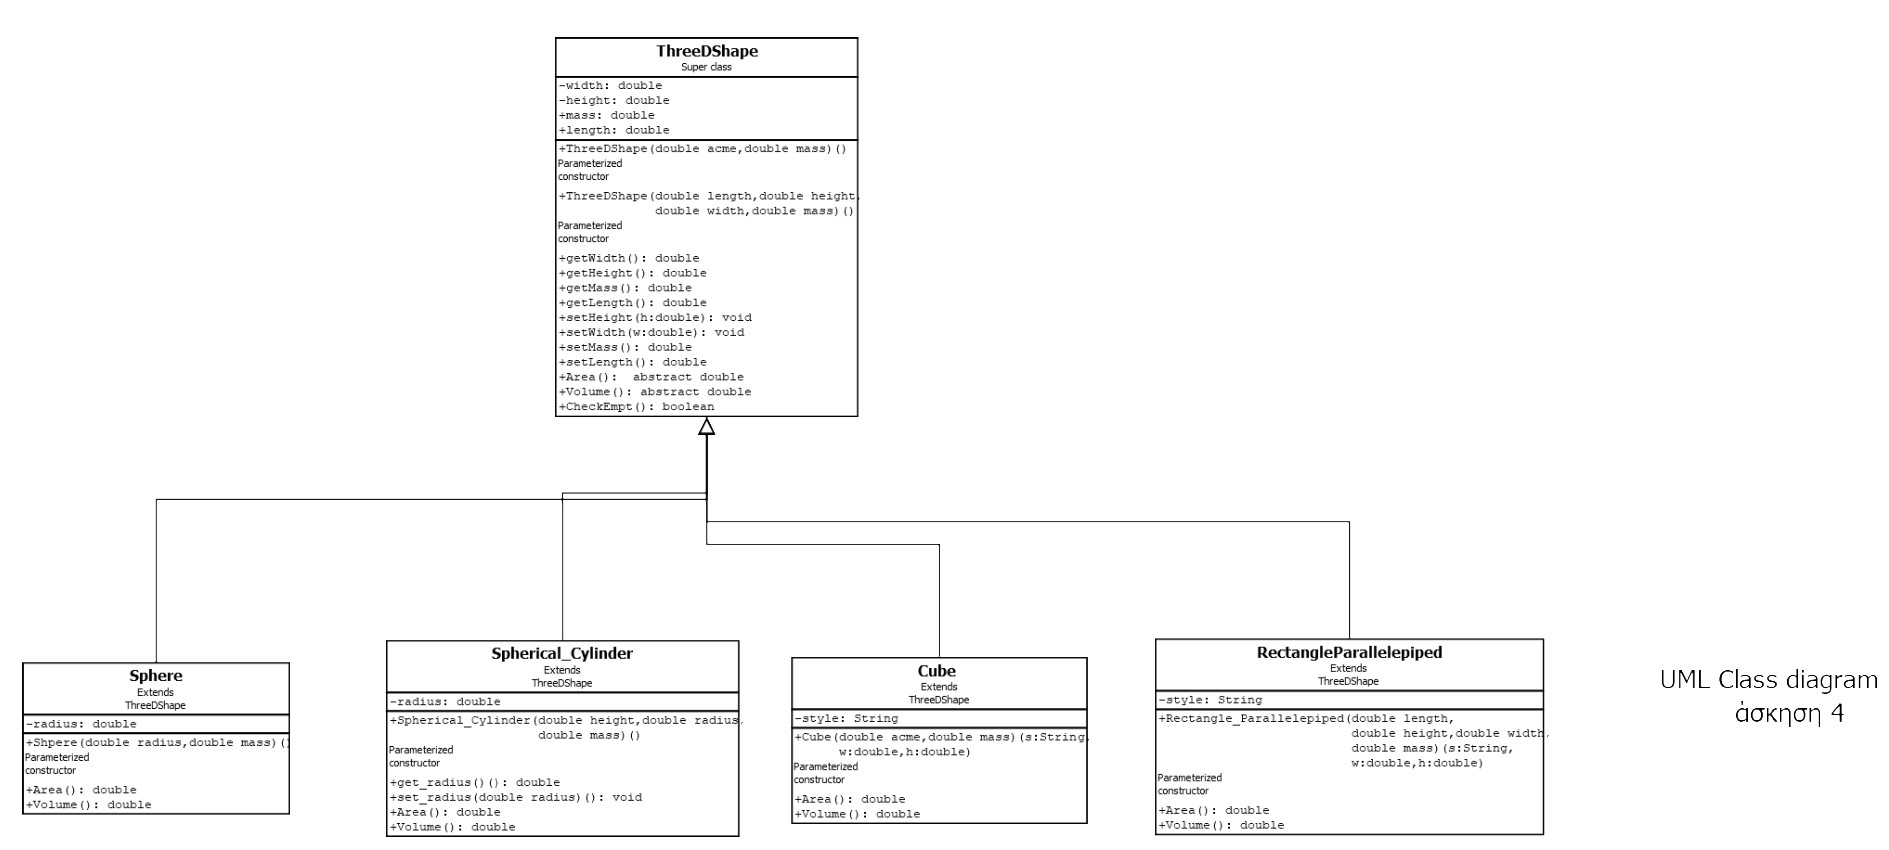 ThreeDShape
Super class
-width: double
-height: double
+mass: double
+length: double
+ThreeDShape(double acme,double mass)()
Parameterized
constructor
+ThreeDShape(double length,double height,
double width,double mass)()
Parameterized
constructor
+getWidth(): double
+getHeight(): double
+getMass(): double
+getLength(): double
+setHeight(h:double): void
+setWidth(w:double): void
+setMass(): double
+setLength(): double
+Area():  abstract double
+Volume(): abstract double
+CheckEmpt(): boolean
Sphere
Extends
ThreeDShape
-radius: double
+Shpere(double radius,double mass)()
Parameterized
constructor
+Area(): double
+Volume(): double
Spherical_Cylinder
Extends
ThreeDShape
-radius: double
+Spherical_Cylinder(double height,double radius,
double mass)()
Parameterized
constructor
+get_radius()(): double
+set_radius(double radius)(): void
+Area(): double
+Volume(): double
Cube
Extends
ThreeDShape
-style: String
+Cube(double acme,double mass)(s:String,
w:double,h:double)
Parameterized
constructor
+Area(): double
+Volume(): double
RectangleParallelepiped
Extends
ThreeDShape
-style: String
+Rectangle_Parallelepiped(double length,
double height,double width,
double mass)(s:String,
w:double,h:double)
Parameterized
constructor
+Area(): double
+Volume(): double
UML Class diagram
άσκηση 4